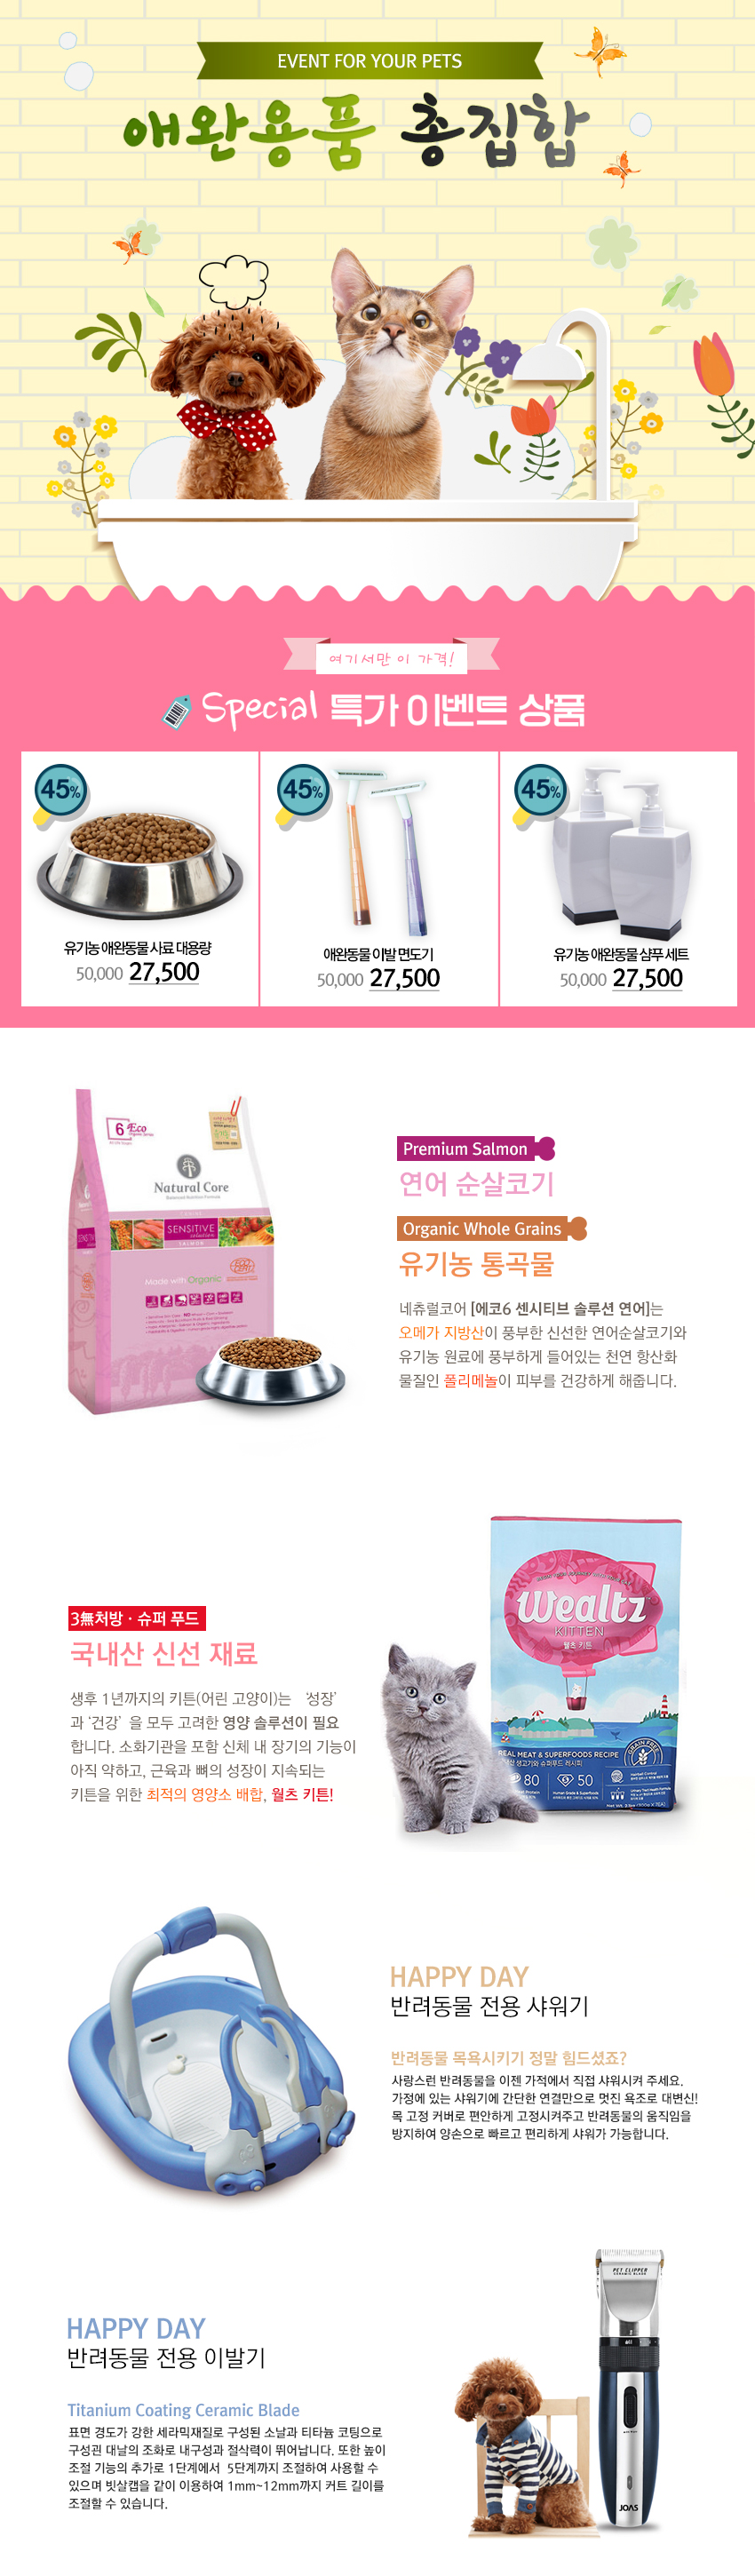 EVENT FOR YOUR PETS
애완용품 총집합
여기서만 이 가격!
Special 특가 이벤트 상품
45%
45%
45%
유기농 애완동물 사료 대용량
50,000 27,500
애완동물 이발 면도기
50,000 27,500
유기농 애완동물 샴푸 세트
50,000 27,500
6 Eco
Natural Core
Balanced Nutrition Formula
SENSITIVE
SALMON
Made with Organic
Premium Salmon
연어 순살코기
Organic Whole Grains
유기농 통곡물
네츄럴코어 [에코6 센시티브 솔루션 연어]는
오메가 지방산이 풍부한 신선한 연어순살코기와
유기농 원료에 풍부하게 들어있는 천연 항산화
물질인 폴리메놀이 피부를 건강하게 해줍니다.
3無처방 · 슈퍼 푸드
국내산 신선 재료
생후 1년까지의 키튼(어린 고양이)는 ‘성장’
과 ‘건강’ 을 모두 고려한 영양 솔루션이 필요
합니다. 소화기관을 포함 신체 내 장기의 기능이
아직 약하고, 근육과 뼈의 성장이 지속되는
키튼을 위한 최적의 영양소 배합, 월츠 키튼!
Wealtz
KITTEN
월츠 키튼
REAL MEAT & SUPERFOODS RECIPE
GRAIN FREE
80
50
HAPPY DAY
반려동물 전용 샤워기
반려동물 목욕시키기 정말 힘드셨죠?
사랑스런 반려동물을 이젠 가적에서 직접 샤워시켜 주세요.
가정에 있는 샤워기에 간단한 연결만으로 멋진 욕조로 대변신!
목 고정 커버로 편안하게 고정시켜주고 반려동물의 움직임을
방지하여 양손으로 빠르고 편리하게 샤워가 가능합니다.
HAPPY DAY
반려동물 전용 이발기
Titanium Coating Ceramic Blade
표면 경도가 강한 세라믹재질로 구성된 소날과 티타늄 코팅으로
구성괸 대날의 조화로 내구성과 절삭력이 뛰어납니다. 또한 높이
조절 기능의 추가로 1단계에서 5단계까지 조절하여 사용할 수
있으며 빗살캡을 같이 이용하여 1mm~12mm까지 커트 길이를
조절할 수 있습니다.
PET CLIPPER
CERAMIC BLADE
JOAS